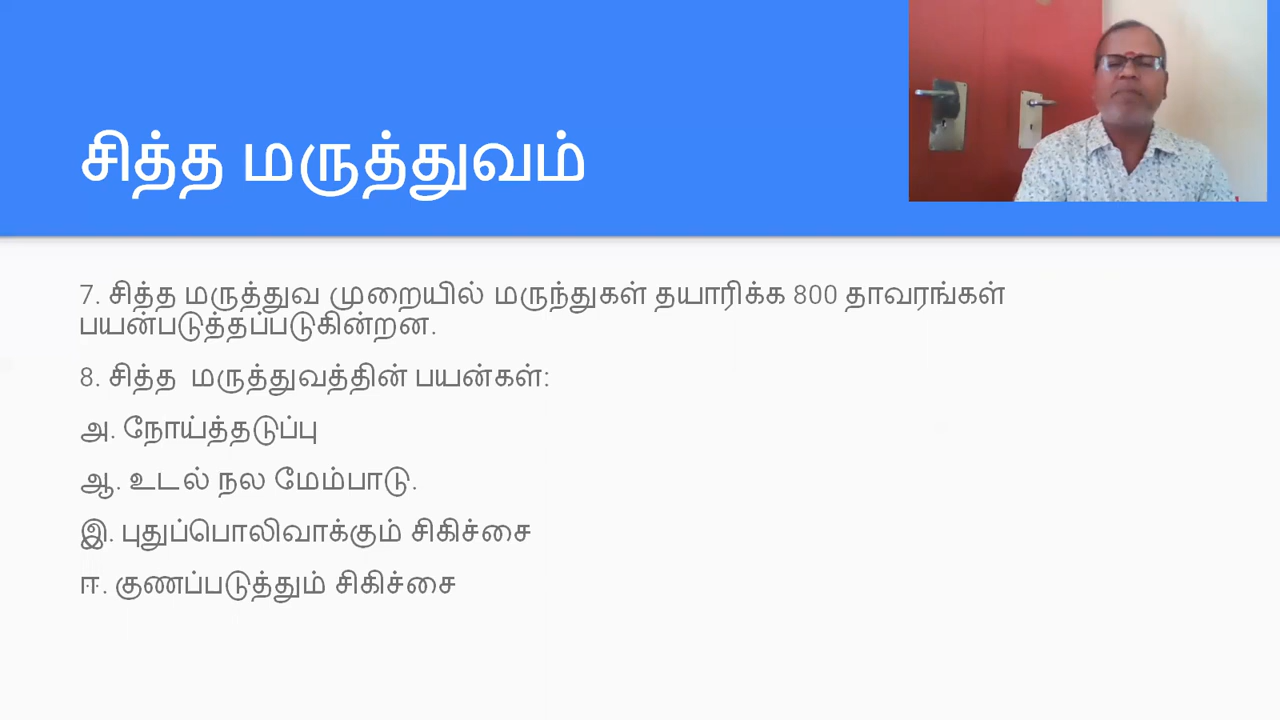 சித்த மருத்துவம்
7. சித்த மருத்துவ முறையில் மருந்துகள் தயாரிக்க 800 தாவரங்கள்
பயன்படுத்தப்படுகின்றன.
8. சித்த  மருத்துவத்தின் பயன்கள்:
அ. நோய்த்தடுப்பு
ஆ. உடல் நல மேம்பாடு.
இ. புதுப்பொலிவாக்கும் சிகிச்சை
ஈ. குணப்படுத்தும் சிகிச்சை